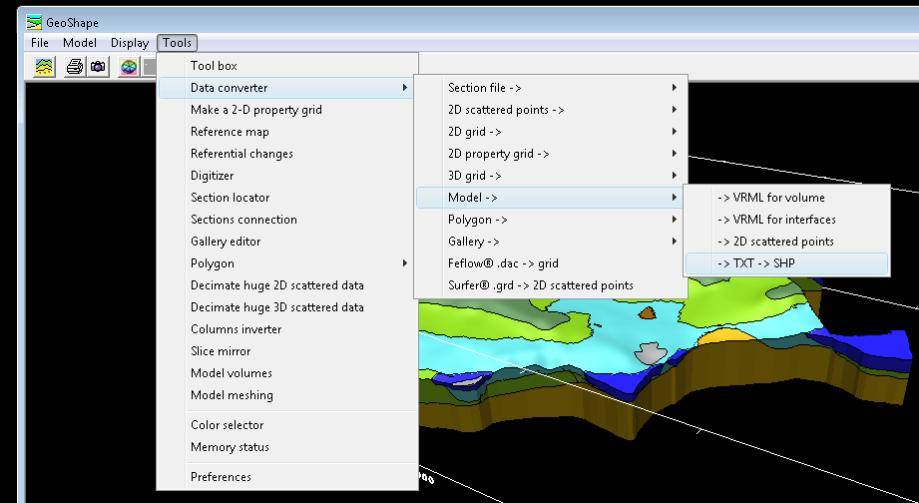 GeoShape
File Model Display Tools
Tool box
Data converter
Make a 2-D property grid
Reference map
Referential changes
Digitizer
Section locator
Sections connection
Gallery editor
Polygon
Decimate huge 2D scattered data
Decimate huge 3D scattered data
Columns inverter
Slice mirror
Model volumes
Model meshing
Color selector
Memory status
Preferences
Section file ->
2D scattered points ->
2D grid ->
2D property grid ->
3D grid ->
Model ->
Polygon ->
Gallery ->
Feflow® .dac -> grid
Surfer® .grd -> 2D scattered points
-> VRML for volume
-> VRML for interfaces
-> 2D scattered points
-> TXT -> SHP